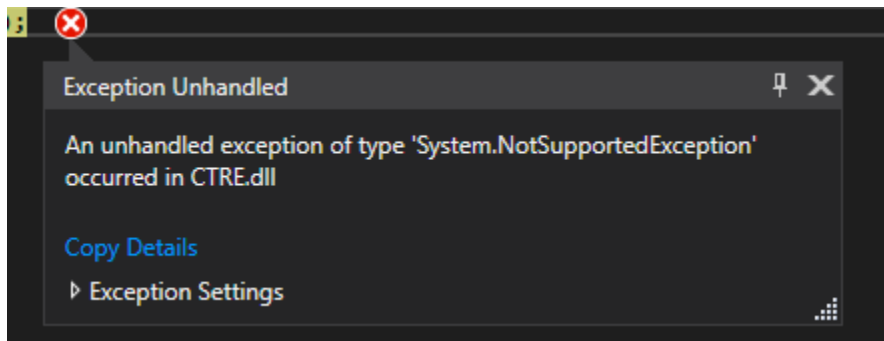 );
Exception Unhandled
An unhandled exception of type 'System.NotSupportedException'
occurred in CTRE.dll
Copy Details
Exception Settings